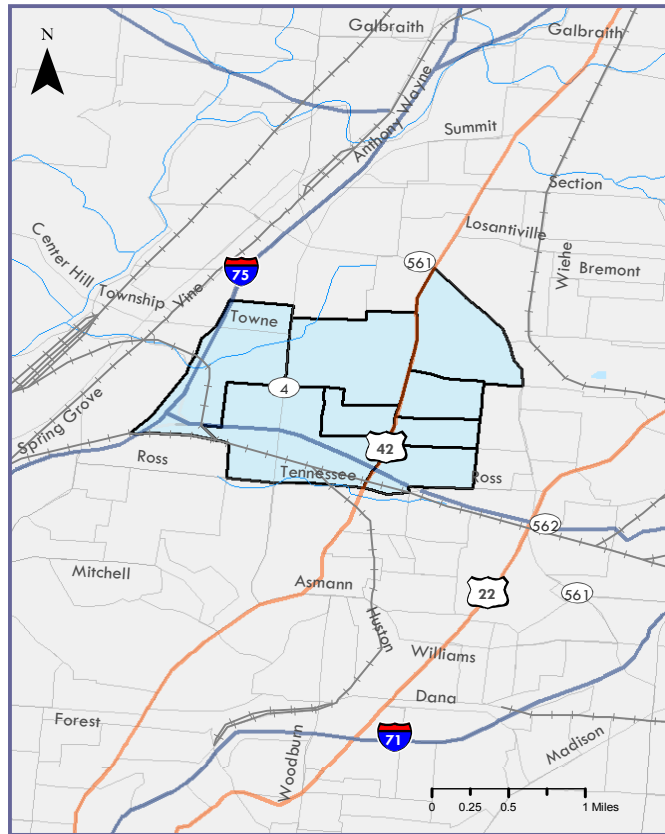 N
Galbraith
Galbraith
Anthony Wayne
Summit
Section
Losantiville
Center Hill
Township
Vine
Wiehe
561
75
Bremont
Towne
4
Spring Grove
42
Ross
Tennessee
Ross
562
Mitchell
Asmann
22
561
Huston
Williams
Dana
Forest
Woodburn
71
Madison
0 0.25 0.5 1 Miles